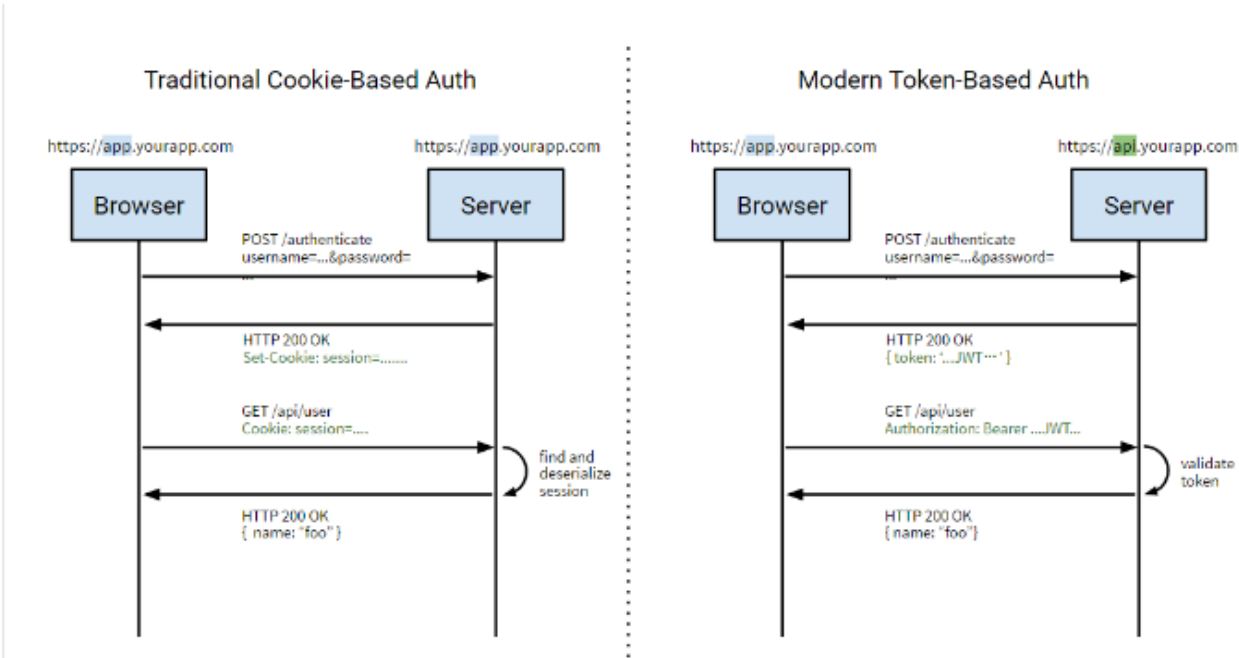 Traditional Cookie-Based Auth
https://app.yourapp.com
https://app.yourapp.com
Browser
Server
POST /authenticate
username=...&password=
...
HTTP 200 OK
Set-Cookie: session=.......
GET /api/user
Cookie: session=....
find and
deserialize
session
HTTP 200 OK
{ name: "foo" }
Modern Token-Based Auth
https://app.yourapp.com
https://api.yourapp.com
Browser
Server
POST /authenticate
username=...&password=
...
HTTP 200 OK
{ token: '...JWT…' }
GET /api/user
Authorization: Bearer ....JWT...
validate
token
HTTP 200 OK
{ name: "foo"}